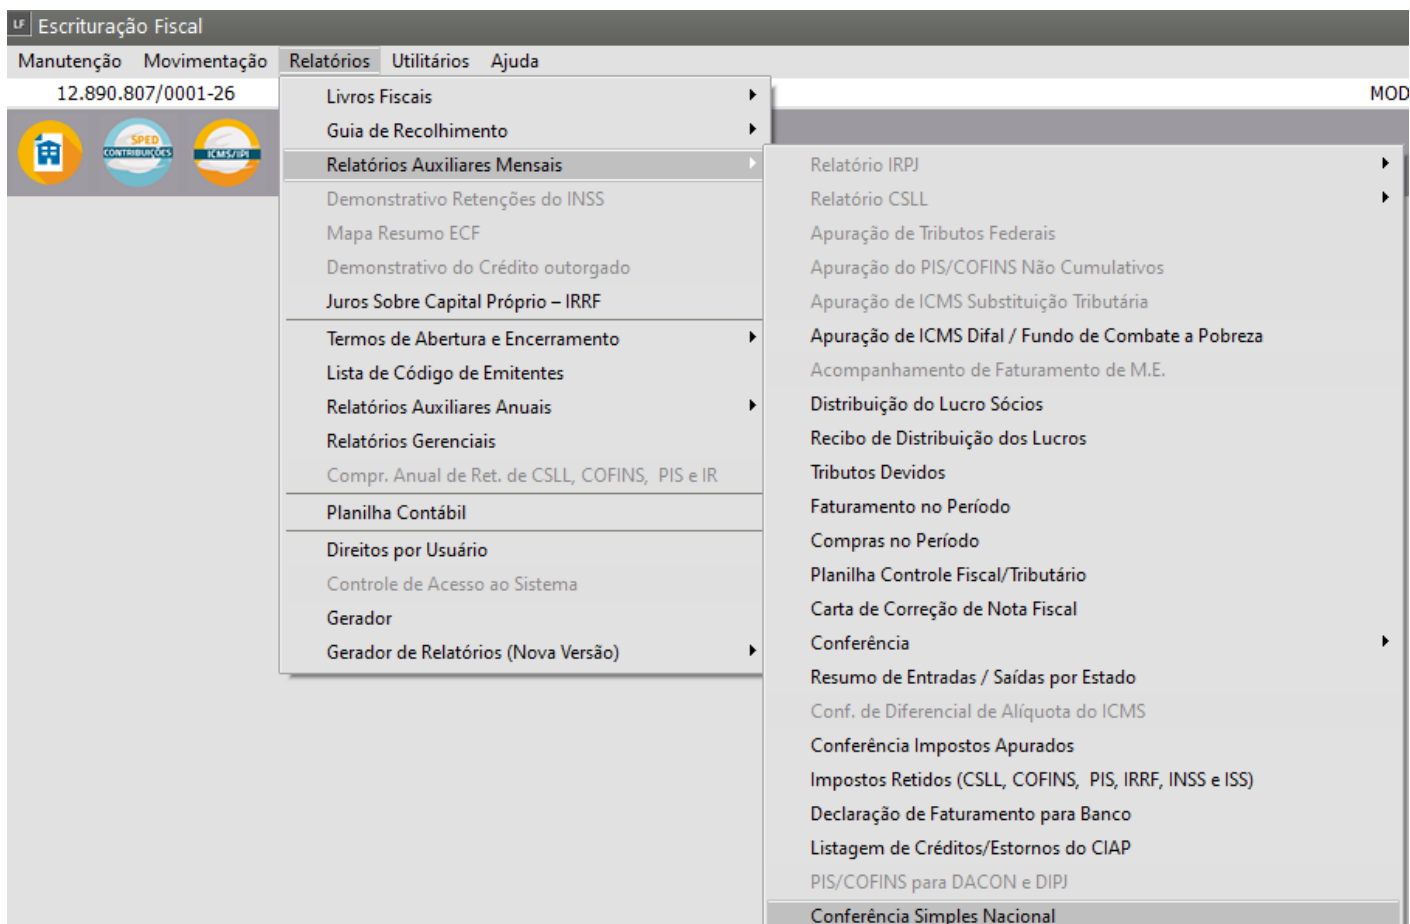 LF Escrituração Fiscal
Manutenção Movimentação Relatórios Utilitários Ajuda
12.890.807/0001-26
MOD
SPED
CONTRIBUIÇÕES
ICMS/IPI
Livros Fiscais
Guia de Recolhimento
Relatórios Auxiliares Mensais
Demonstrativo Retenções do INSS
Mapa Resumo ECF
Demonstrativo do Crédito outorgado
Juros Sobre Capital Próprio – IRRF
Termos de Abertura e Encerramento
Lista de Código de Emitentes
Relatórios Auxiliares Anuais
Relatórios Gerenciais
Compr. Anual de Ret. de CSLL, COFINS, PIS e IR
Planilha Contábil
Direitos por Usuário
Controle de Acesso ao Sistema
Gerador
Gerador de Relatórios (Nova Versão)
Relatório IRPJ
Relatório CSLL
Apuração de Tributos Federais
Apuração do PIS/COFINS Não Cumulativos
Apuração de ICMS Substituição Tributária
Apuração de ICMS Difal / Fundo de Combate a Pobreza
Acompanhamento de Faturamento de M.E.
Distribuição do Lucro Sócios
Recibo de Distribuição dos Lucros
Tributos Devidos
Faturamento no Período
Compras no Período
Planilha Controle Fiscal/Tributário
Carta de Correção de Nota Fiscal
Conferência
Resumo de Entradas / Saídas por Estado
Conf. de Diferencial de Alíquota do ICMS
Conferência Impostos Apurados
Impostos Retidos (CSLL, COFINS, PIS, IRRF, INSS e ISS)
Declaração de Faturamento para Banco
Listagem de Créditos/Estornos do CIAP
PIS/COFINS para DACON e DIPJ
Conferência Simples Nacional